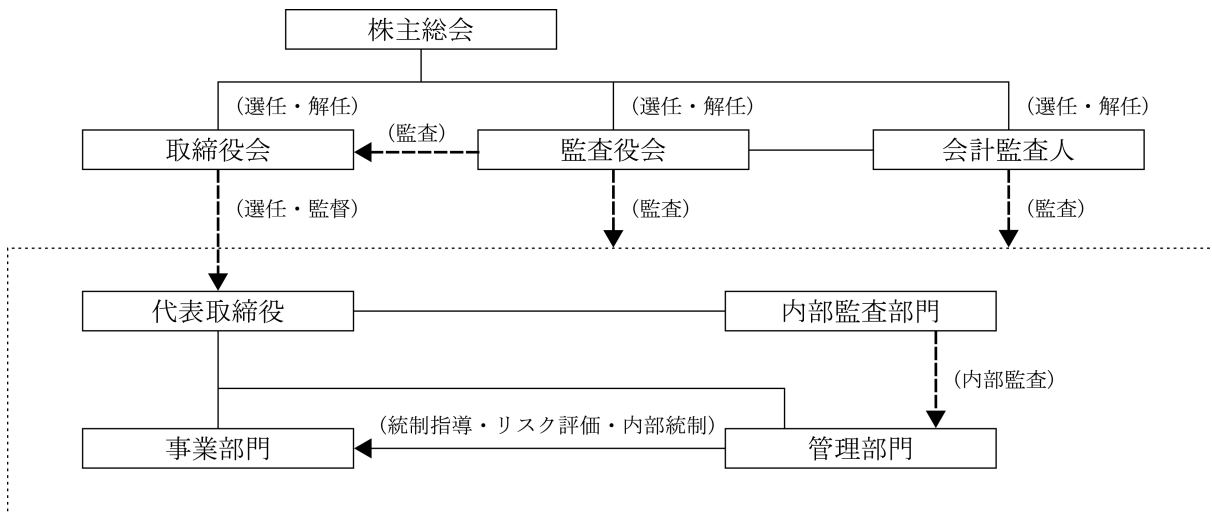 株主総会
(選任・解任)
(選任・解任)
(選任・解任)
取締役会
(監査)
監査役会
会計監査人
(選任・監督)
(監査)
(監査)
代表取締役
内部監査部門
(内部監査)
(統制指導・リスク評価・内部統制)
事業部門
管理部門